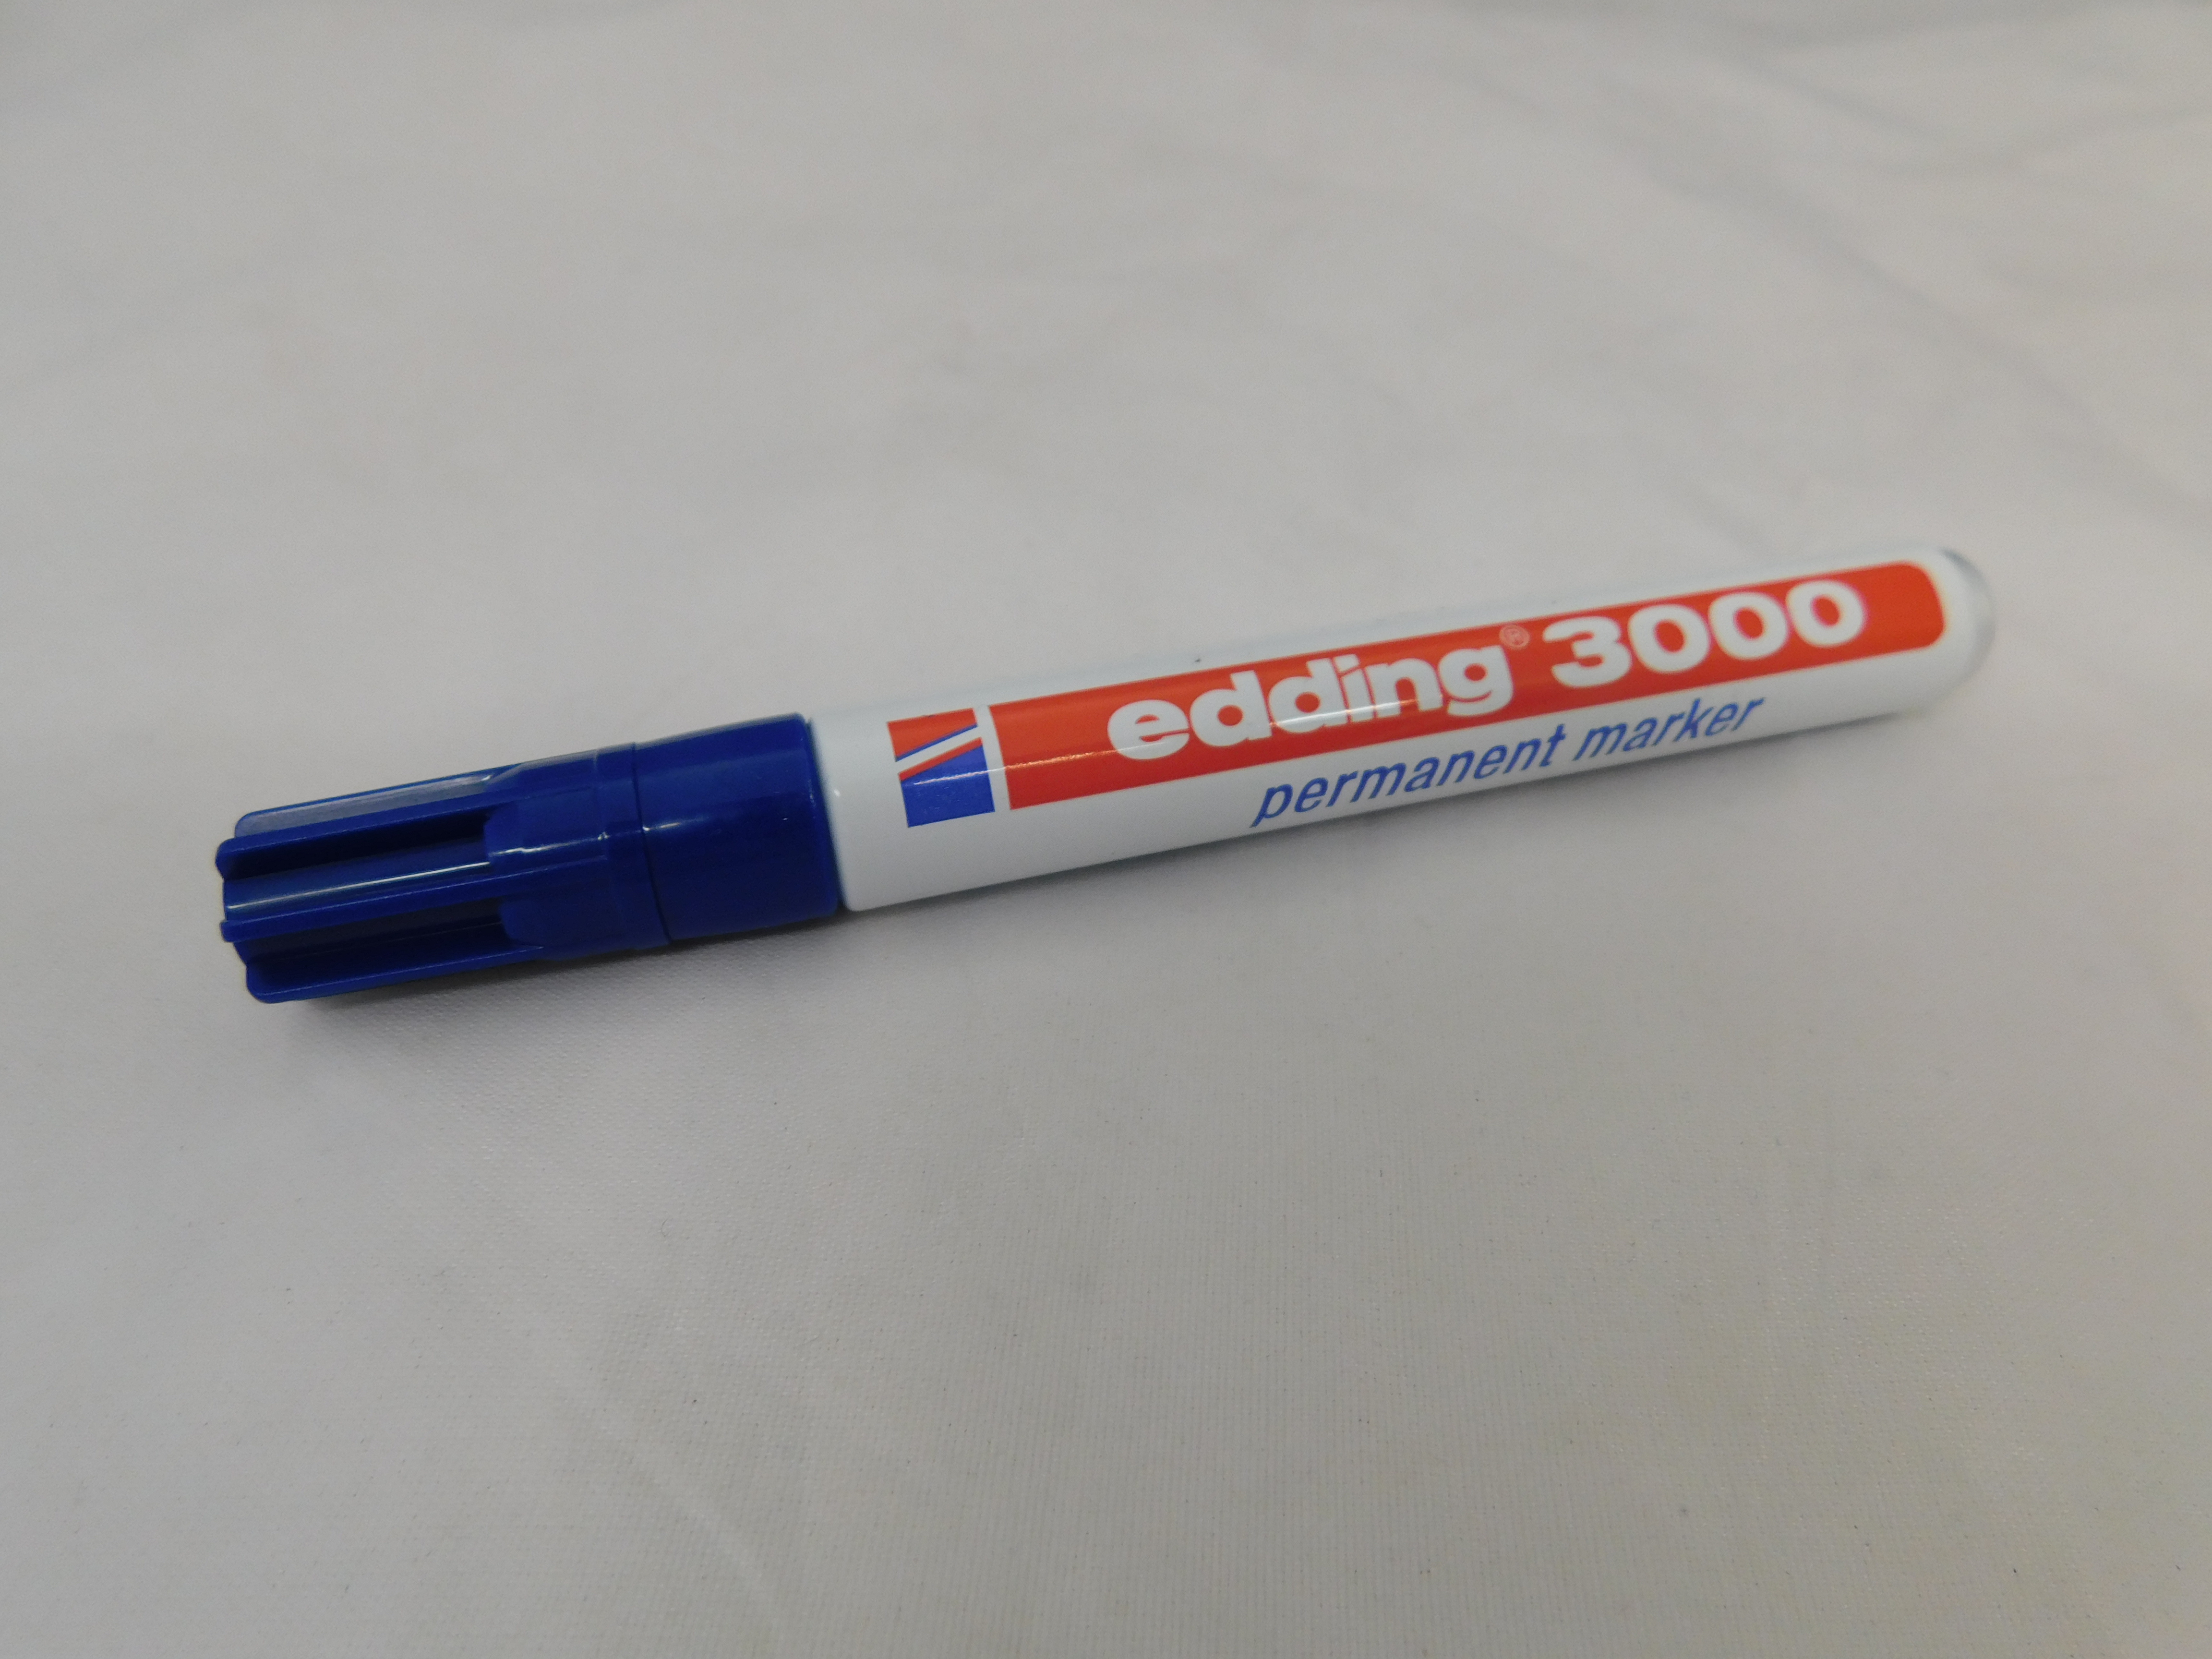 edding® 3000
permanent marker